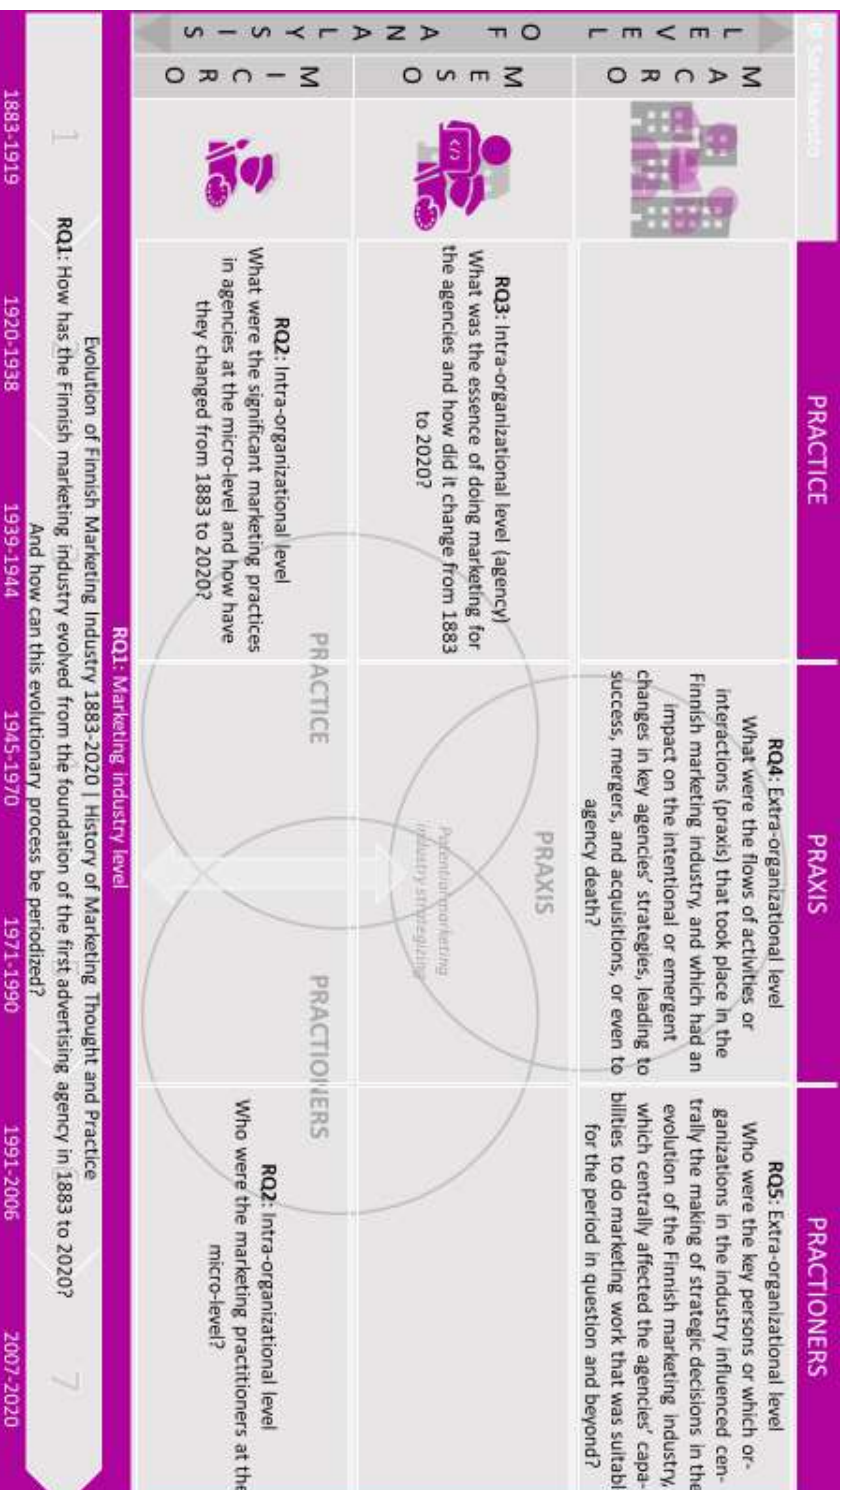 © Sari Haavisto
PRACTICE
PRAXIS
PRACTIONERS
LEVEL OF ANALYSIS
MACRO
RQ4: Extra-organizational level
What were the flows of activities or
interactions (praxis) that took place in the
Finnish marketing industry, and which had an
impact on the intentional or emergent
changes in key agencies' strategies, leading to
success, mergers, and acquisitions, or even to
agency death?
RQ5: Extra-organizational level
Who were the key persons or which or-
ganizations in the industry influenced cen-
trally the making of strategic decisions in the
evolution of the Finnish marketing industry,
which centrally affected the agencies' capa-
bilities to do marketing work that was suitabl
for the period in question and beyond?
MESO
RQ3: Intra-organizational level (agency)
What was the essence of doing marketing for
the agencies and how did it change from 1883
to 2020?
PRAXIS
Potential marketing
industry strategizing
MICRO
RQ2: Intra-organizational level
What were the significant marketing practices
in agencies at the micro-level and how have
they changed from 1883 to 2020?
PRACTICE
PRACTIONERS
RQ2: Intra-organizational level
Who were the marketing practitioners at the
micro-level?
RQ1: Marketing industry level
Evolution of Finnish Marketing Industry 1883-2020 | History of Marketing Thought and Practice
RQ1: How has the Finnish marketing industry evolved from the foundation of the first advertising agency in 1883 to 2020?
And how can this evolutionary process be periodized?
1
7
1883-1919
1920-1938
1939-1944
1945-1970
1971-1990
1991-2006
2007-2020